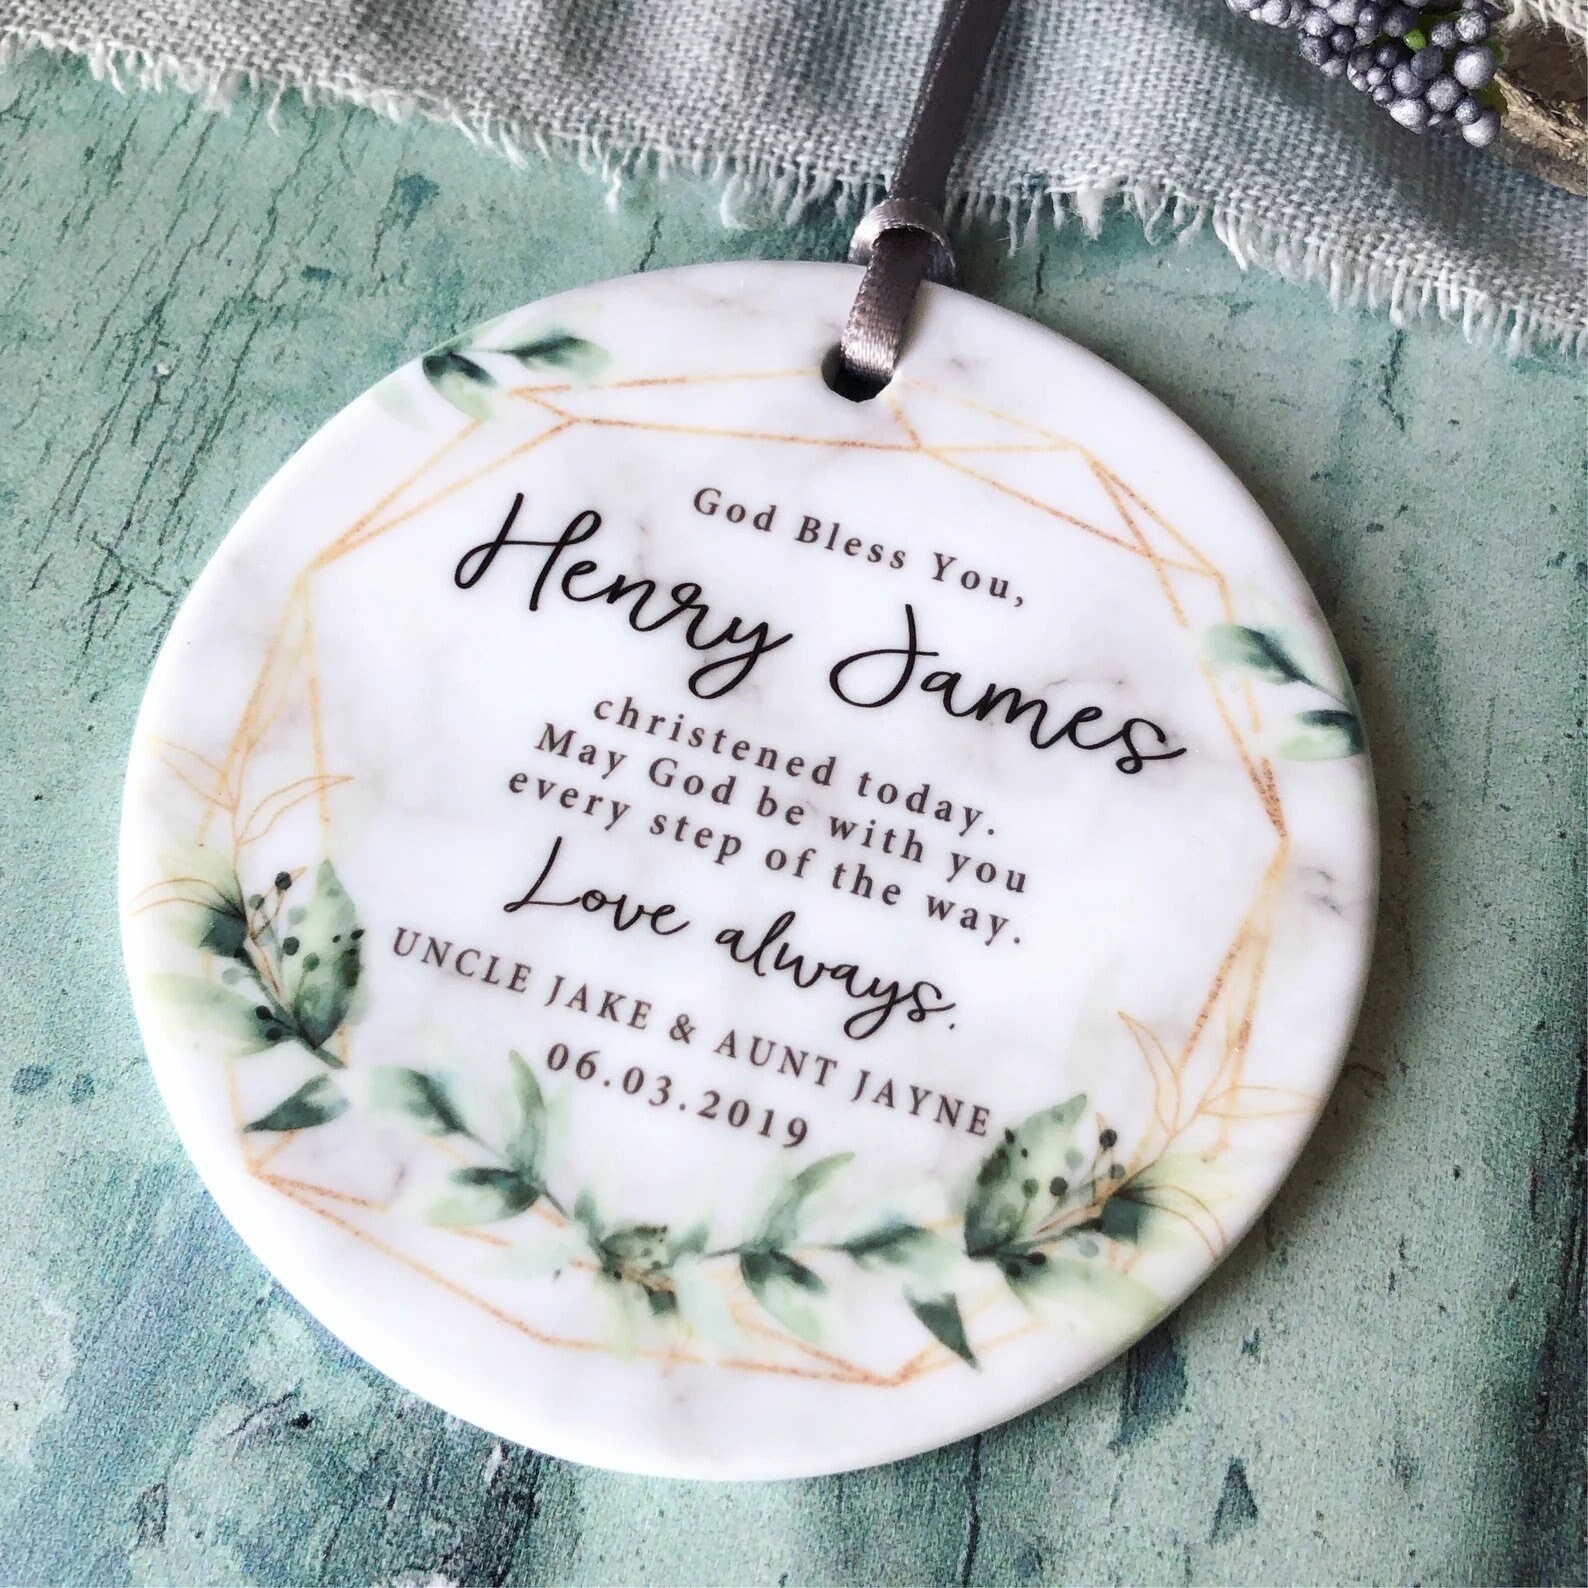 God Bless You,
Henry James
christened today.
May God be with you
every step of the way.
Love always.
UNCLE JAKE & AUNT JAYNE
06.03.2019